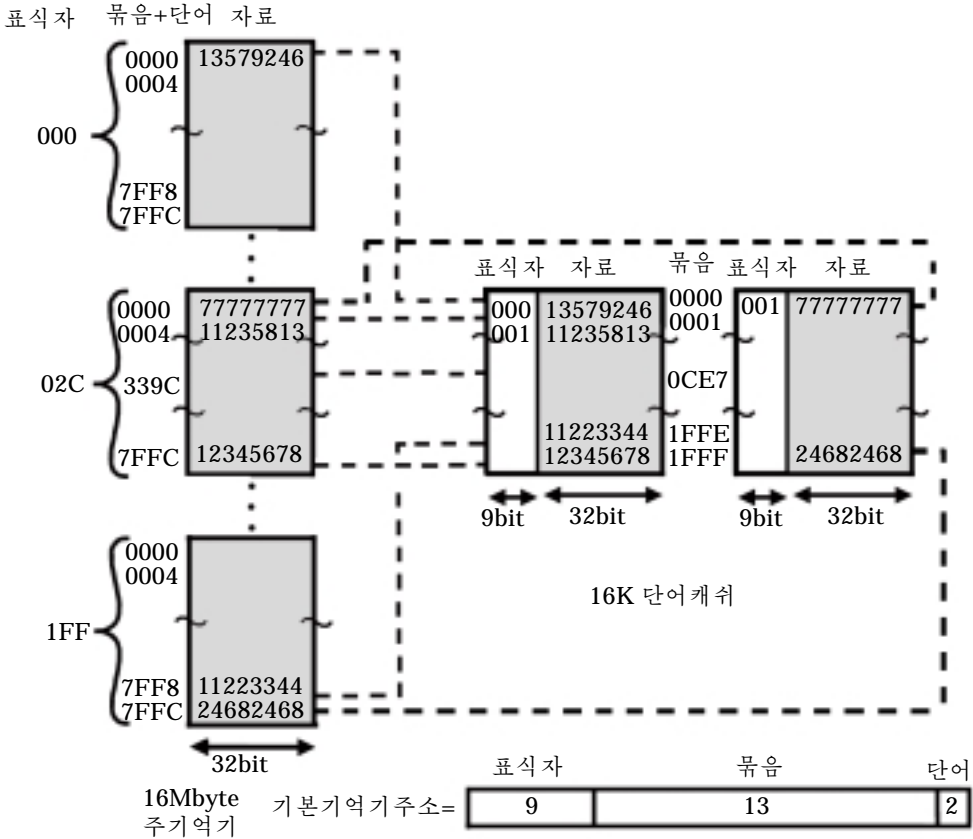 표식자 묶음+단어 자료
0000 13579246
0004
000
7FF8
7FFC
표식자 자료 묶음 표식자 자료
0000 77777777
0004 11235813
02C
339C
7FFC 12345678
000 13579246 0000 001 77777777
001 11235813 0001
0CE7
11223344 1FFE
12345678 1FFF 24682468
9bit 32bit 9bit 32bit
0000
0004
16K 단어캐쉬
1FF
7FF8 11223344
7FFC 24682468
32bit
16Mbyte
주기억기
표식자 묶음 단어
기본기억기주소= 9 13 2